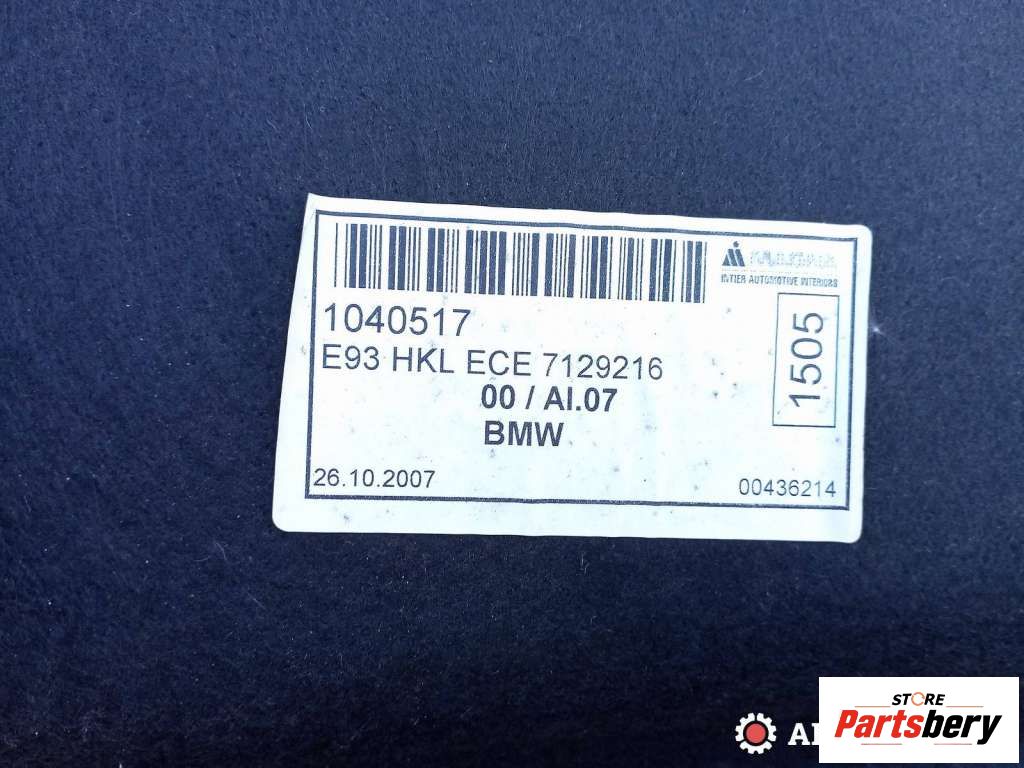 INTIER AUTOMOTIVE INTERIORS
1040517
E93 HKL ECE 7129216
00 / AI.07
BMW
1505
26.10.2007
00436214
STORE
Partsbery